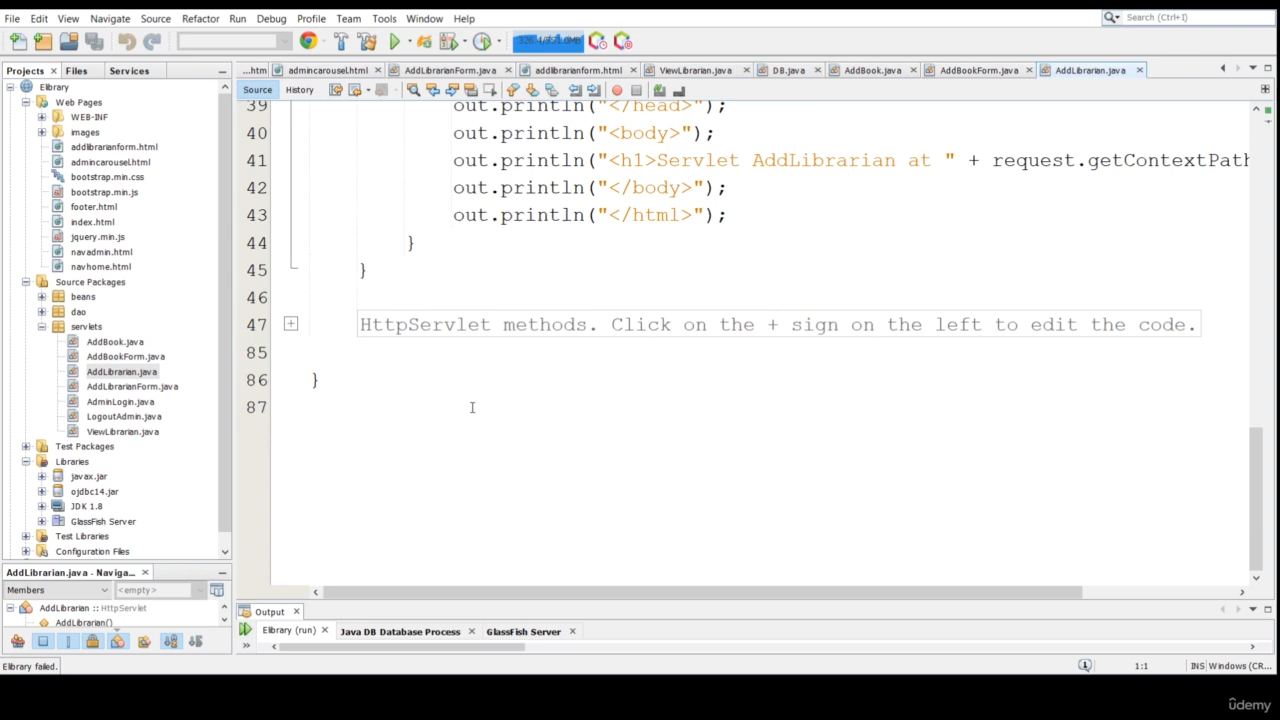 File Edit View Navigate Source Refactor Run Debug Profile Team Tools Window Help
Search (Ctrl+I)
Projects Files Services
...htm admincarousel.html AddLibrarianForm.java addlibrarianform.html ViewLibrarian.java DB.java AddBook.java AddBookForm.java AddLibrarian.java
Source History
Elibrary
Web Pages
WEB-INF
images
addlibrarianform.html
admincarousel.html
bootstrap.min.css
bootstrap.min.js
footer.html
index.html
jquery.min.js
navadmin.html
navhome.html
Source Packages
beans
dao
servlets
AddBook.java
AddBookForm.java
AddLibrarian.java
AddLibrarianForm.java
AdminLogin.java
LogoutAdmin.java
ViewLibrarian.java
Test Packages
Libraries
javax.jar
ojdbc14.jar
JDK 1.8
GlassFish Server
Test Libraries
Configuration Files
39 out.println("</head>");
40 out.println("<body>");
41 out.println("<h1>Servlet AddLibrarian at " + request.getContextPath
42 out.println("</body>");
43 out.println("</html>");
44 }
45 }
46
47 HttpServlet methods. Click on the + sign on the left to edit the code.
85
86 }
87
AddLibrarian.java - Naviga...
Members <empty>
AddLibrarian :: HttpServlet
AddLibrarian()
Output
Elibrary (run) Java DB Database Process GlassFish Server
Elibrary failed.
1:1 INS Windows (CR...
ûdemy